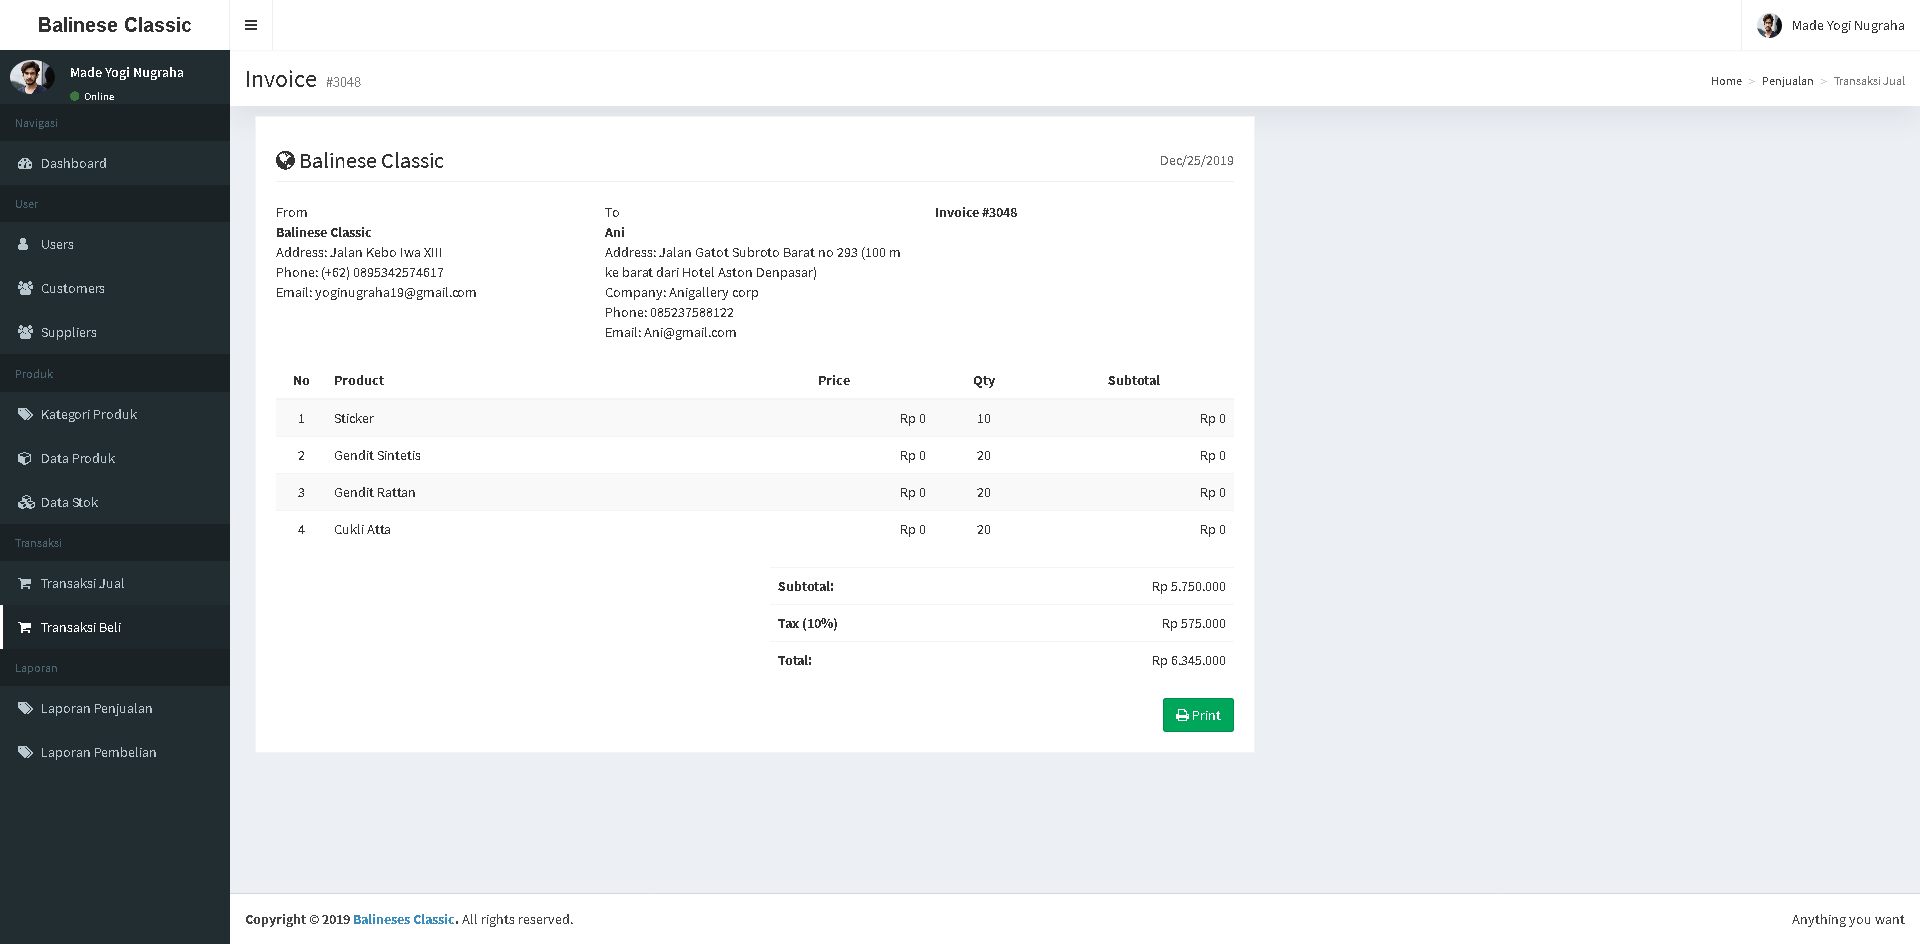 Balinese Classic
Made Yogi Nugraha
Made Yogi Nugraha
Online
Navigasi
Dashboard
User
Users
Customers
Suppliers
Produk
Kategori Produk
Data Produk
Data Stok
Transaksi
Transaksi Jual
Transaksi Beli
Laporan
Laporan Penjualan
Laporan Pembelian
Invoice #3048
Home > Penjualan > Transaksi Jual
Balinese Classic Dec/25/2019
From
Balinese Classic
Address: Jalan Kebo Iwa XIII
Phone: (+62) 0895342574617
Email: yoginugraha19@gmail.com
To
Ani
Address: Jalan Gatot Subroto Barat no 293 (100 m
ke barat dari Hotel Aston Denpasar)
Company: Anigallery corp
Phone: 085237588122
Email: Ani@gmail.com
Invoice #3048
No Product Price Qty Subtotal
1 Sticker Rp 0 10 Rp 0
2 Gendit Sintetis Rp 0 20 Rp 0
3 Gendit Rattan Rp 0 20 Rp 0
4 Cukli Atta Rp 0 20 Rp 0
Subtotal: Rp 5.750.000
Tax (10%) Rp 575.000
Total: Rp 6.345.000
Print
Copyright © 2019 Balineses Classic. All rights reserved.
Anything you want